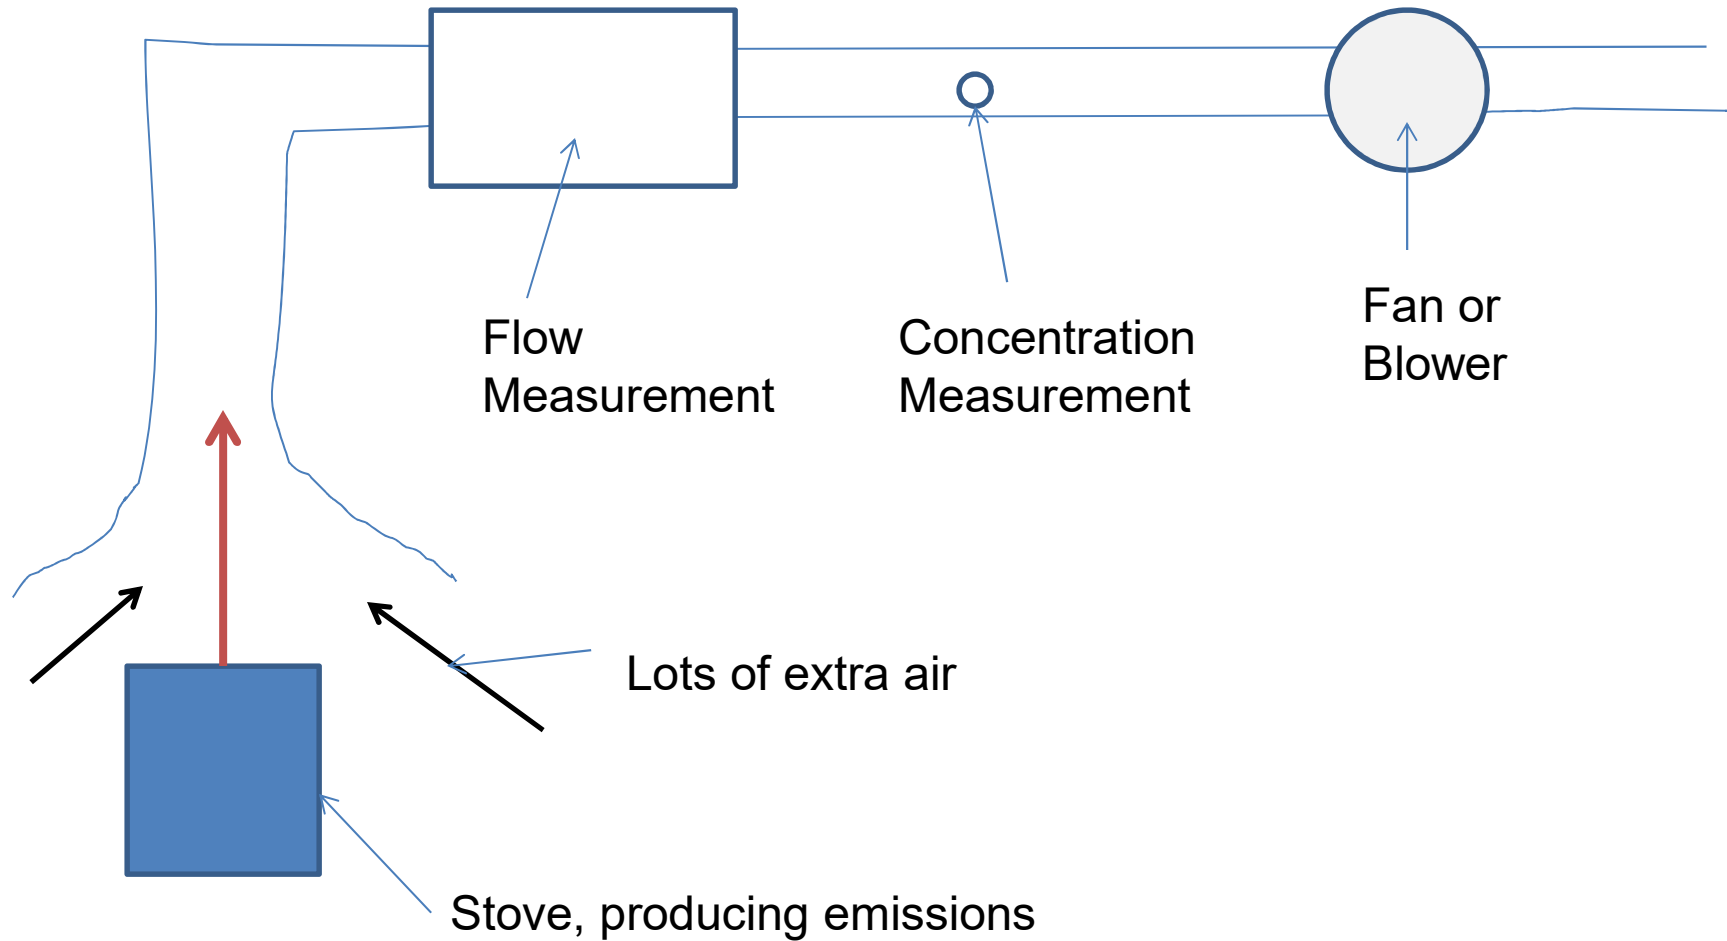 Flow
Measurement
Concentration
Measurement
Fan or
Blower
Lots of extra air
Stove, producing emissions